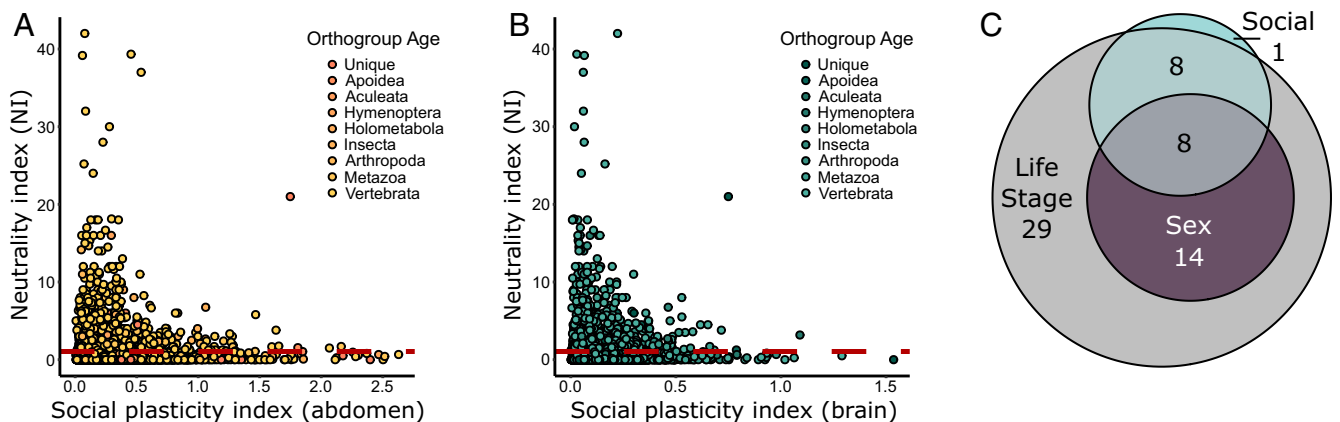 A
Neutrality index (NI)
40
30
20
10
0
0.0 0.5 1.0 1.5 2.0 2.5
Social plasticity index (abdomen)
Orthogroup Age
Unique
Apoidea
Aculeata
Hymenoptera
Holometabola
Insecta
Arthropoda
Metazoa
Vertebrata
B
Neutrality index (NI)
40
30
20
10
0
0.0 0.5 1.0 1.5
Social plasticity index (brain)
Orthogroup Age
Unique
Apoidea
Aculeata
Hymenoptera
Holometabola
Insecta
Arthropoda
Metazoa
Vertebrata
C
Social
1
8
8
Life
Stage
29
Sex
14